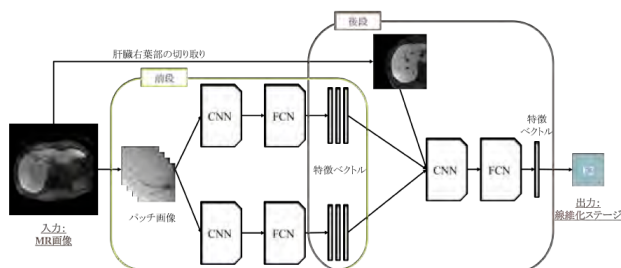 後段
肝臓右葉部の切り取り
前段
CNN
FCN
特徴
ベクトル
特徴ベクトル
CNN
FCN
F2
パッチ画像
CNN
FCN
入力:
MR画像
出力:
線維化ステージ